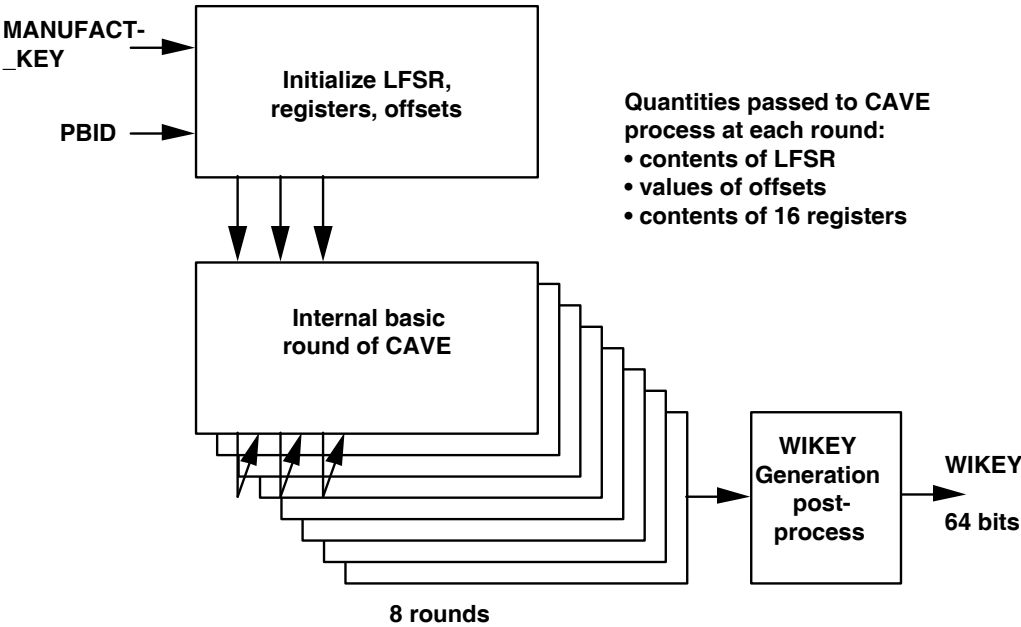 MANUFACT-
_KEY
PBID
Initialize LFSR,
registers, offsets
Quantities passed to CAVE
process at each round:
• contents of LFSR
• values of offsets
• contents of 16 registers
Internal basic
round of CAVE
8 rounds
WIKEY
Generation
post-
process
WIKEY
64 bits